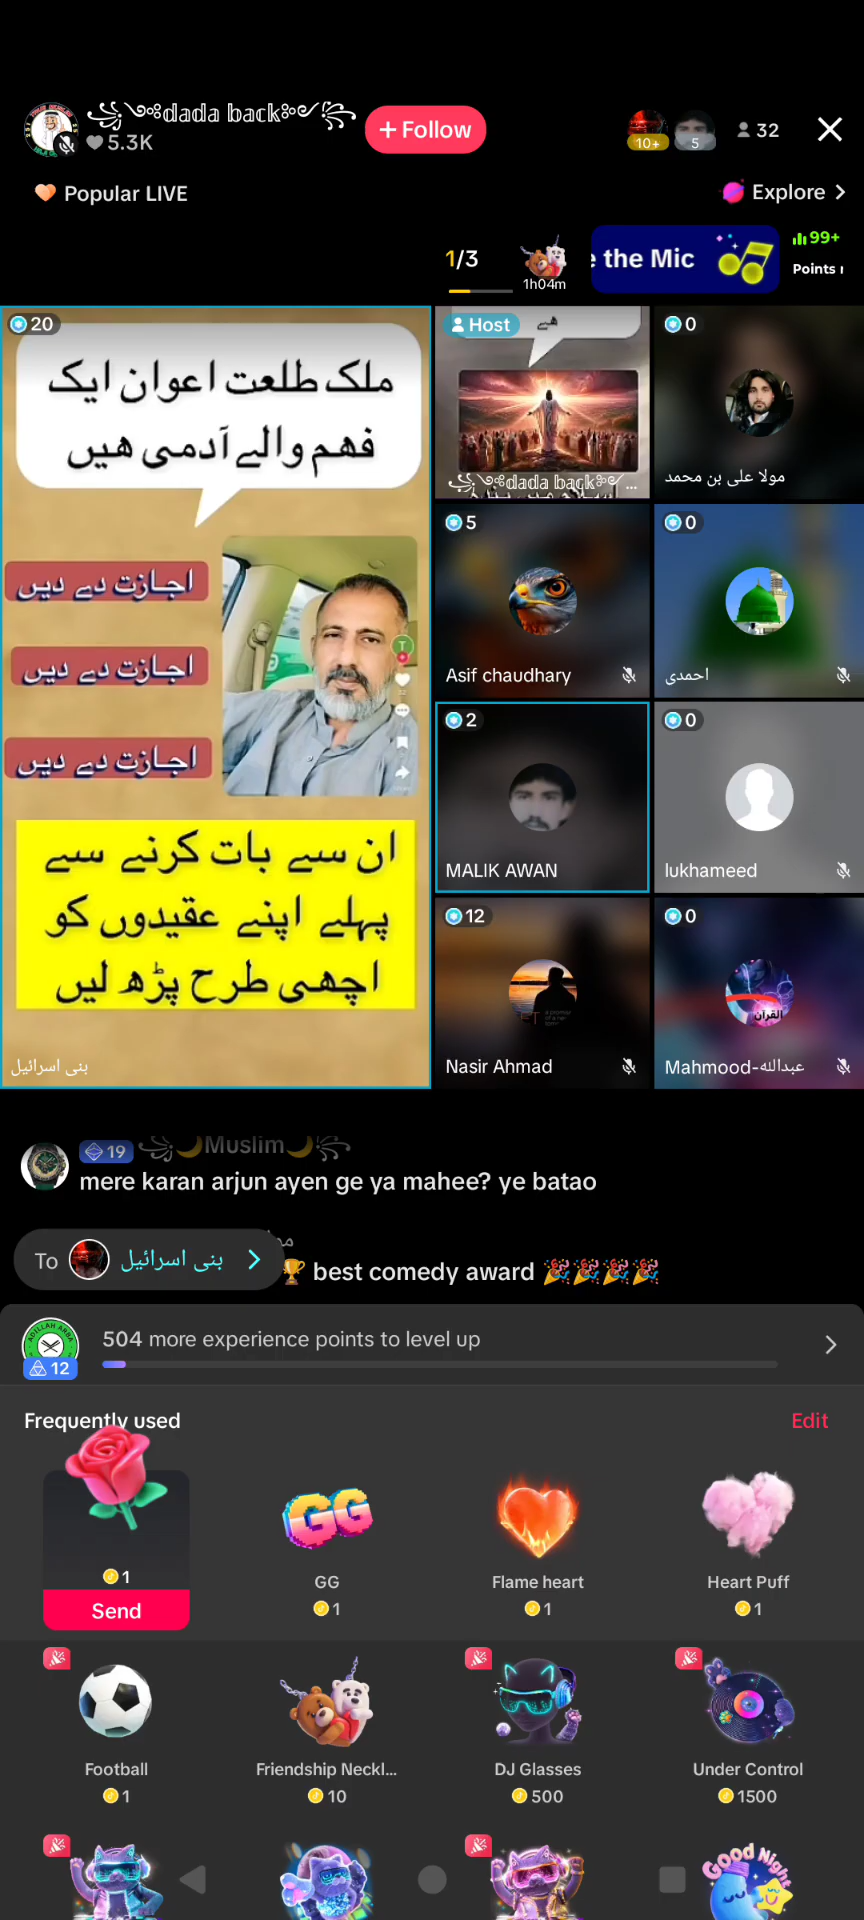 ꧁༺dada back༻꧂
5.3K
+ Follow
10+
5
32
Popular LIVE
Explore
1/3
1h04m
the Mic
99+
Points
20
ملک طلعت اعوان ایک
فہم والے آدمی ہیں
اجازت دے دیں
اجازت دے دیں
اجازت دے دیں
ان سے بات کرنے سے
پہلے اپنے عقیدوں کو
اچھی طرح پڑھ لیں
بنی اسرائیل
Host
ھے
꧁༺dada back༻...
0
مولا علی بن محمد
5
Asif chaudhary
0
احمدی
2
MALIK AWAN
0
lukhameed
12
Nasir Ahmad
0
القرآن
Mahmood-عبداللہ
19
꧁🌙Muslim🌙꧂
mere karan arjun ayen ge ya mahee? ye batao
To بنی اسرائیل
🏆 best comedy award 🎉🎉🎉🎉
12
504 more experience points to level up
Frequently used
Edit
1
Send
GG
GG
1
Flame heart
1
Heart Puff
1
Football
1
Friendship Neckl...
10
DJ Glasses
500
Under Control
1500
GOOD Night